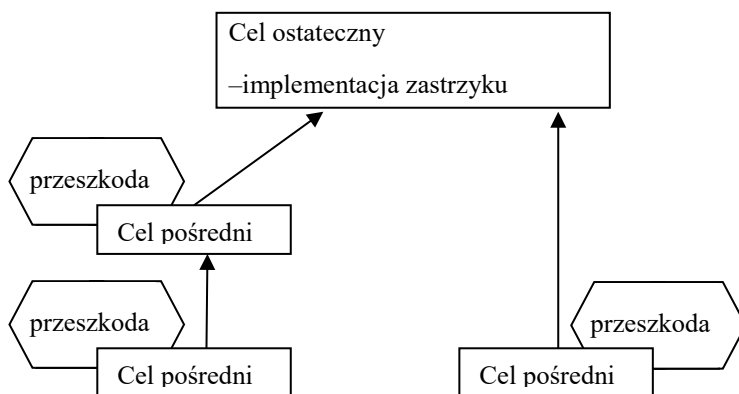 Cel ostateczny
–implementacja zastrzyku
przeszkoda
Cel pośredni
przeszkoda
przeszkoda
Cel pośredni
Cel pośredni